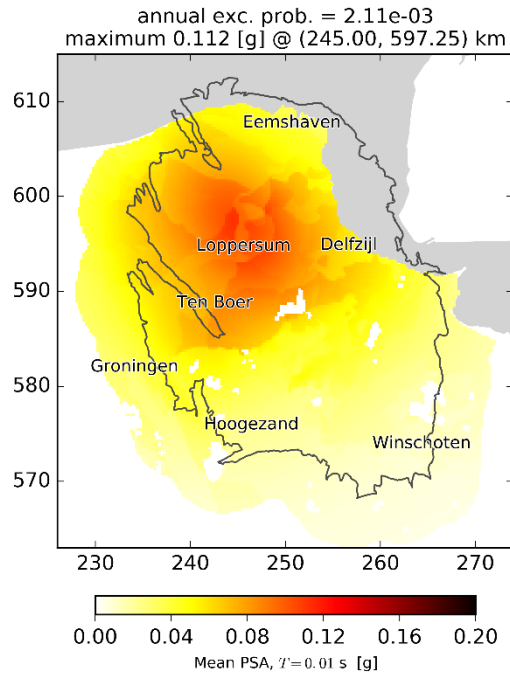 annual exc. prob. = 2.11e-03
maximum 0.112 [g] @ (245.00, 597.25) km
610
Eemshaven
600
Loppersum Delfzijl
590
Ten Boer
Groningen
580
Hoogezand
Winschoten
570
230 240 250 260 270
0.00 0.04 0.08 0.12 0.16 0.20
Mean PSA, T=0.01 s [g]